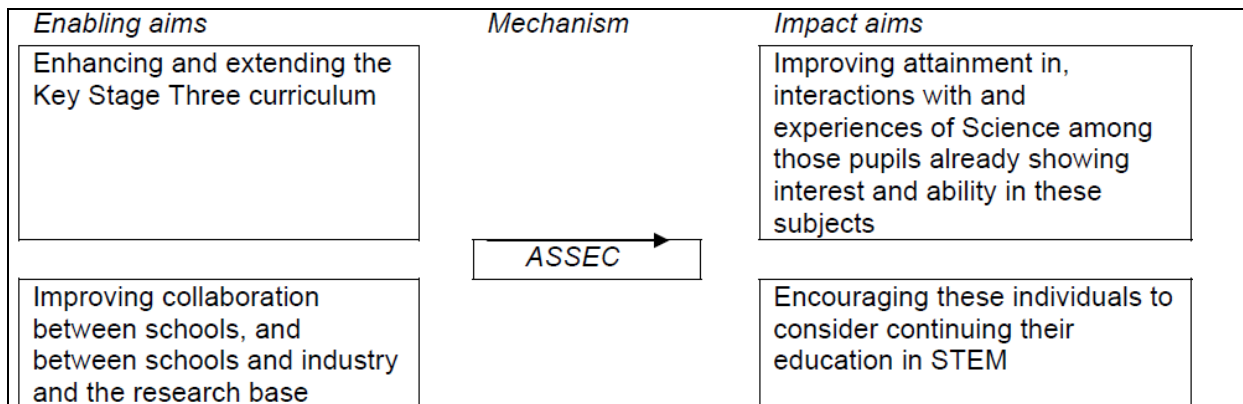 Enabling aims
Mechanism
Impact aims
Enhancing and extending the
Key Stage Three curriculum
Improving attainment in,
interactions with and
experiences of Science among
those pupils already showing
interest and ability in these
subjects
ASSEC
Improving collaboration
between schools, and
between schools and industry
and the research base
Encouraging these individuals to
consider continuing their
education in STEM